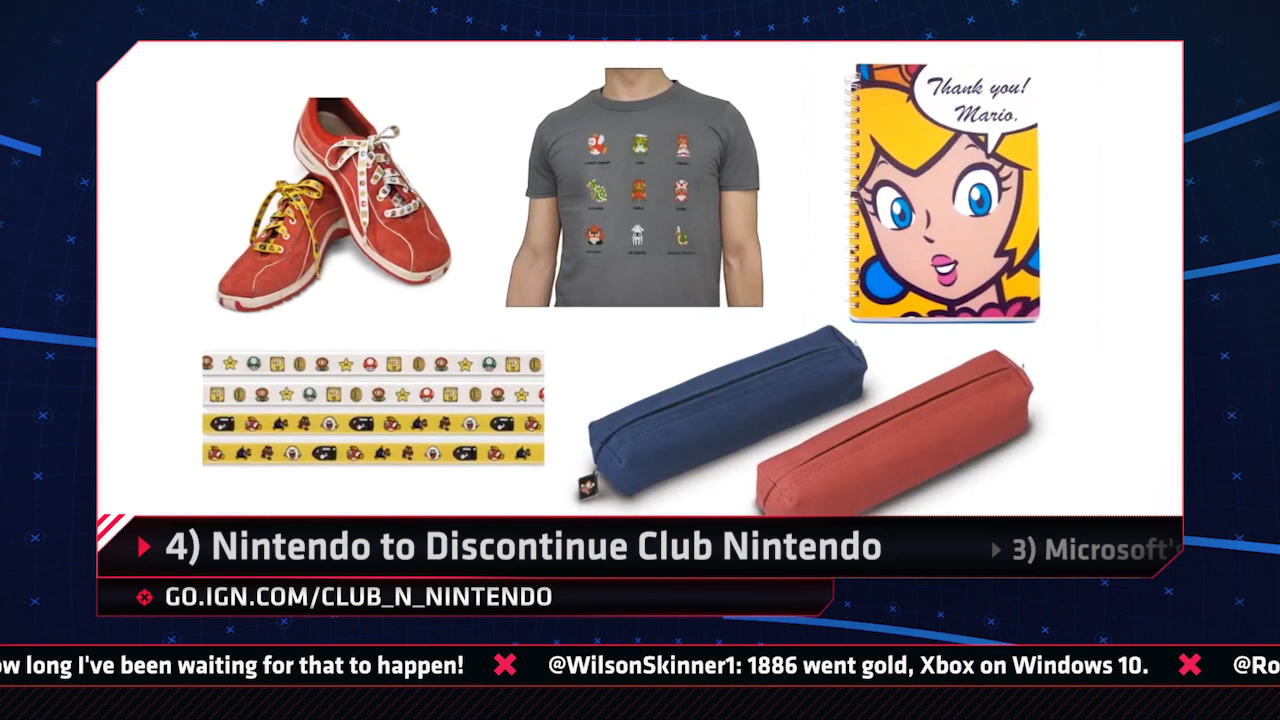 Thank you!
Mario.
4) Nintendo to Discontinue Club Nintendo
3) Microsoft's
GO.IGN.COM/CLUB_N_NINTENDO
ow long I've been waiting for that to happen!
@WilsonSkinner1: 1886 went gold, Xbox on Windows 10.
@Ro